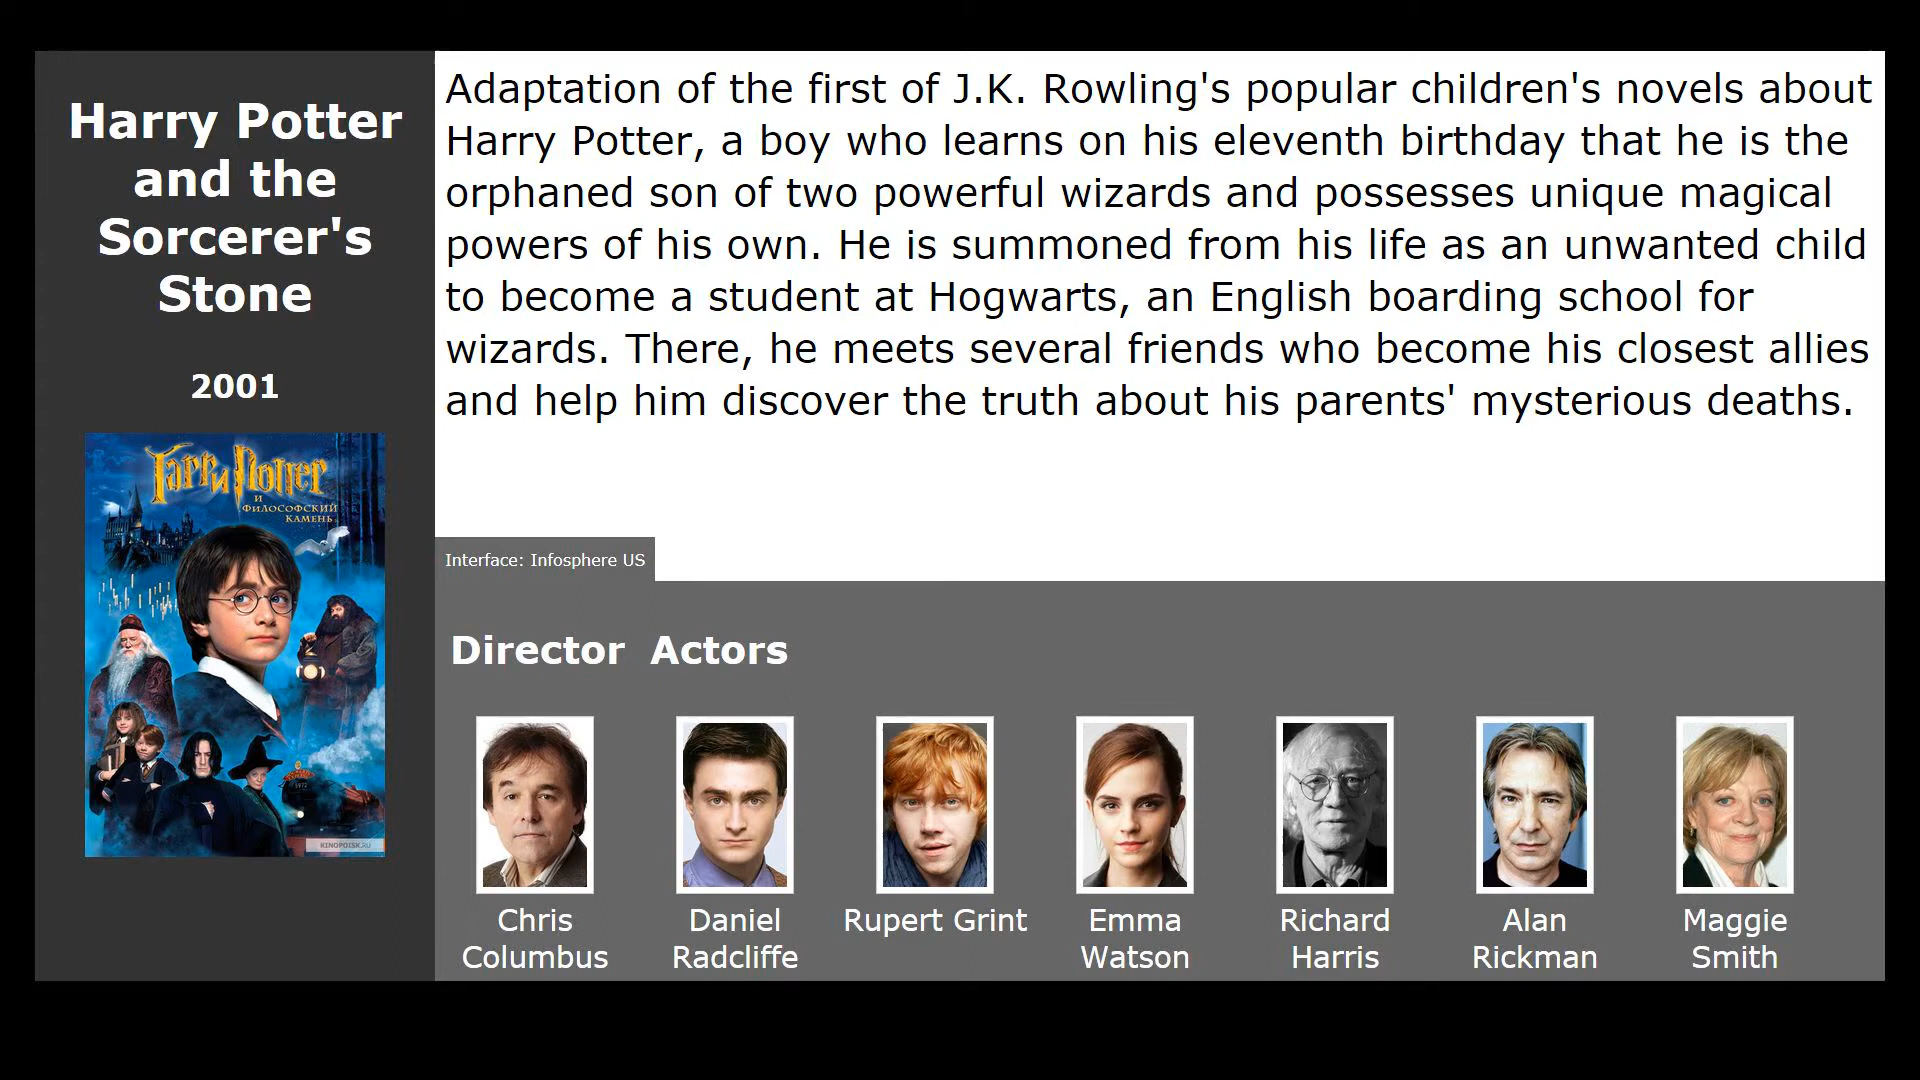 Harry Potter
and the
Sorcerer's
Stone
2001
Гарри Поттер
и
философский
камень
KINOPOISK.RU
Adaptation of the first of J.K. Rowling's popular children's novels about
Harry Potter, a boy who learns on his eleventh birthday that he is the
orphaned son of two powerful wizards and possesses unique magical
powers of his own. He is summoned from his life as an unwanted child
to become a student at Hogwarts, an English boarding school for
wizards. There, he meets several friends who become his closest allies
and help him discover the truth about his parents' mysterious deaths.
Interface: Infosphere US
Director Actors
Chris
Columbus
Daniel
Radcliffe
Rupert Grint
Emma
Watson
Richard
Harris
Alan
Rickman
Maggie
Smith